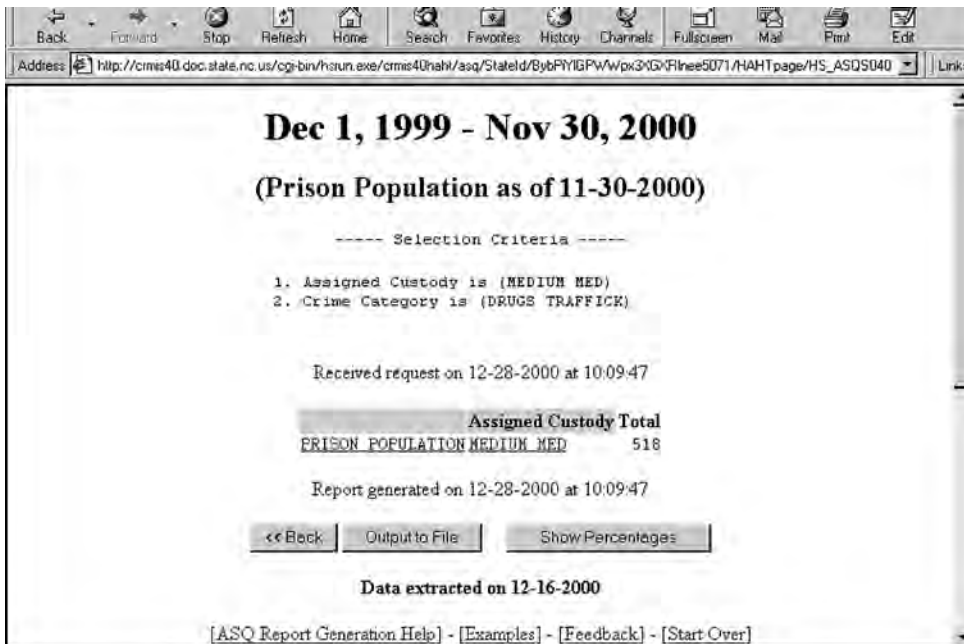 Back Forward Stop Refresh Home Search Favorites History Channels Fullscreen Mail Print Edit
Address Links
Dec 1, 1999 - Nov 30, 2000
(Prison Population as of 11-30-2000)
----- Selection Criteria -----
1. Assigned Custody is (MEDIUM MED)
2. Crime Category is (DRUGS TRAFFICK)
Received request on 12-28-2000 at 10:09:47
Assigned Custody Total
PRISON POPULATION MEDIUM MED 518
Report generated on 12-28-2000 at 10:09:47
<< Back Output to File Show Percentages
Data extracted on 12-16-2000
[ASQ Report Generation Help] - [Examples] - [Feedback] - [Start Over]